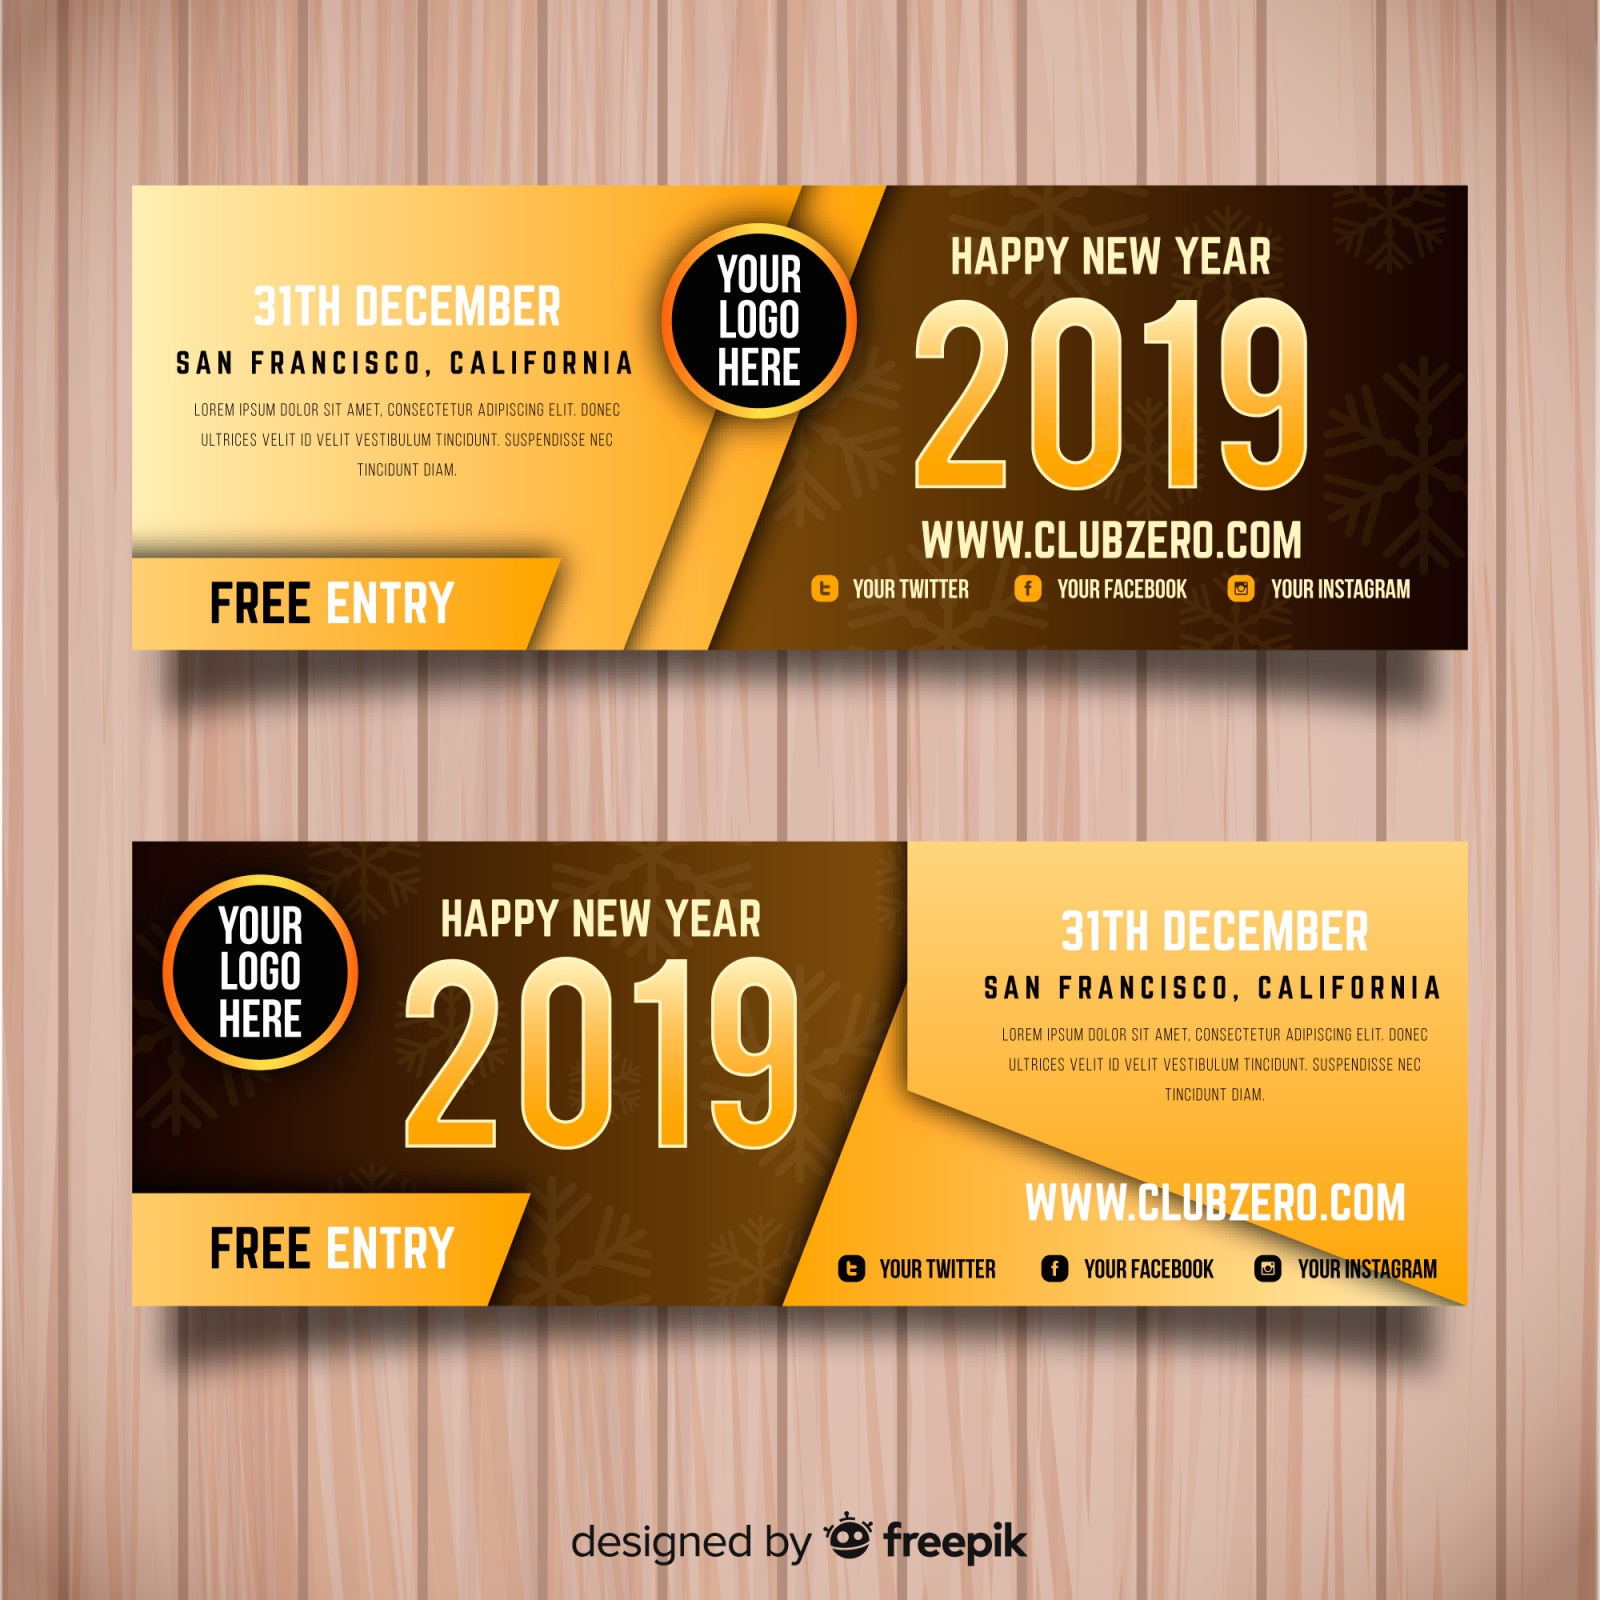 31TH DECEMBER
SAN FRANCISCO, CALIFORNIA
LOREM IPSUM DOLOR SIT AMET, CONSECTETUR ADIPISCING ELIT. DONEC
ULTRICES VELIT ID VELIT VESTIBULUM TINCIDUNT. SUSPENDISSE NEC
TINCIDUNT DIAM.
FREE ENTRY
YOUR
LOGO
HERE
HAPPY NEW YEAR
2019
WWW.CLUBZERO.COM
YOUR TWITTER
YOUR FACEBOOK
YOUR INSTAGRAM
YOUR
LOGO
HERE
HAPPY NEW YEAR
2019
FREE ENTRY
31TH DECEMBER
SAN FRANCISCO, CALIFORNIA
LOREM IPSUM DOLOR SIT AMET, CONSECTETUR ADIPISCING ELIT. DONEC
ULTRICES VELIT ID VELIT VESTIBULUM TINCIDUNT. SUSPENDISSE NEC
TINCIDUNT DIAM.
WWW.CLUBZERO.COM
YOUR TWITTER
YOUR FACEBOOK
YOUR INSTAGRAM
designed by freepik